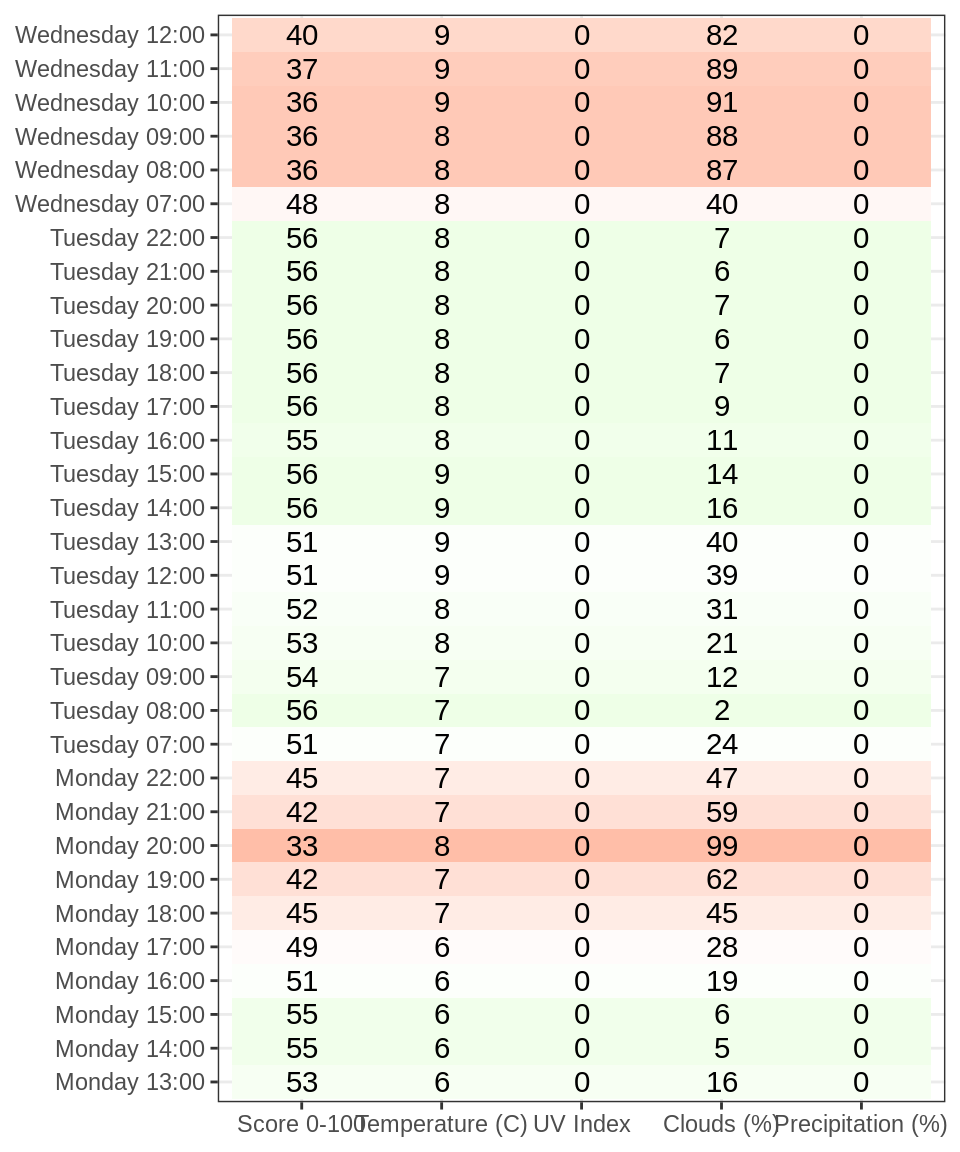 Wednesday 12:00 40 9 0 82 0
Wednesday 11:00 37 9 0 89 0
Wednesday 10:00 36 9 0 91 0
Wednesday 09:00 36 8 0 88 0
Wednesday 08:00 36 8 0 87 0
Wednesday 07:00 48 8 0 40 0
Tuesday 22:00 56 8 0 7 0
Tuesday 21:00 56 8 0 6 0
Tuesday 20:00 56 8 0 7 0
Tuesday 19:00 56 8 0 6 0
Tuesday 18:00 56 8 0 7 0
Tuesday 17:00 56 8 0 9 0
Tuesday 16:00 55 8 0 11 0
Tuesday 15:00 56 9 0 14 0
Tuesday 14:00 56 9 0 16 0
Tuesday 13:00 51 9 0 40 0
Tuesday 12:00 51 9 0 39 0
Tuesday 11:00 52 8 0 31 0
Tuesday 10:00 53 8 0 21 0
Tuesday 09:00 54 7 0 12 0
Tuesday 08:00 56 7 0 2 0
Tuesday 07:00 51 7 0 24 0
Monday 22:00 45 7 0 47 0
Monday 21:00 42 7 0 59 0
Monday 20:00 33 8 0 99 0
Monday 19:00 42 7 0 62 0
Monday 18:00 45 7 0 45 0
Monday 17:00 49 6 0 28 0
Monday 16:00 51 6 0 19 0
Monday 15:00 55 6 0 6 0
Monday 14:00 55 6 0 5 0
Monday 13:00 53 6 0 16 0
Score 0-100 Temperature (C) UV Index Clouds (%) Precipitation (%)